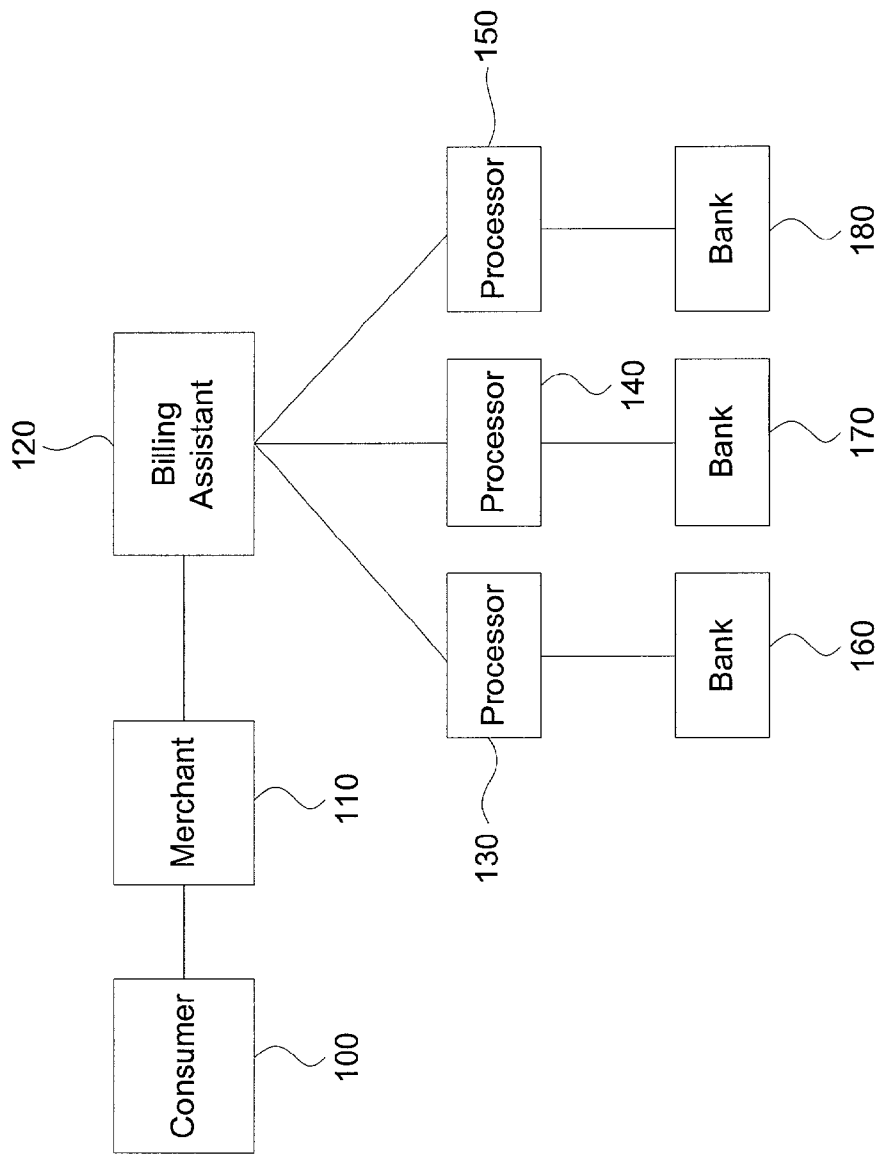 120
Billing
Assistant
Consumer
Merchant
100
110
150
130
Processor
Processor
Processor
140
Bank
Bank
Bank
160
170
180